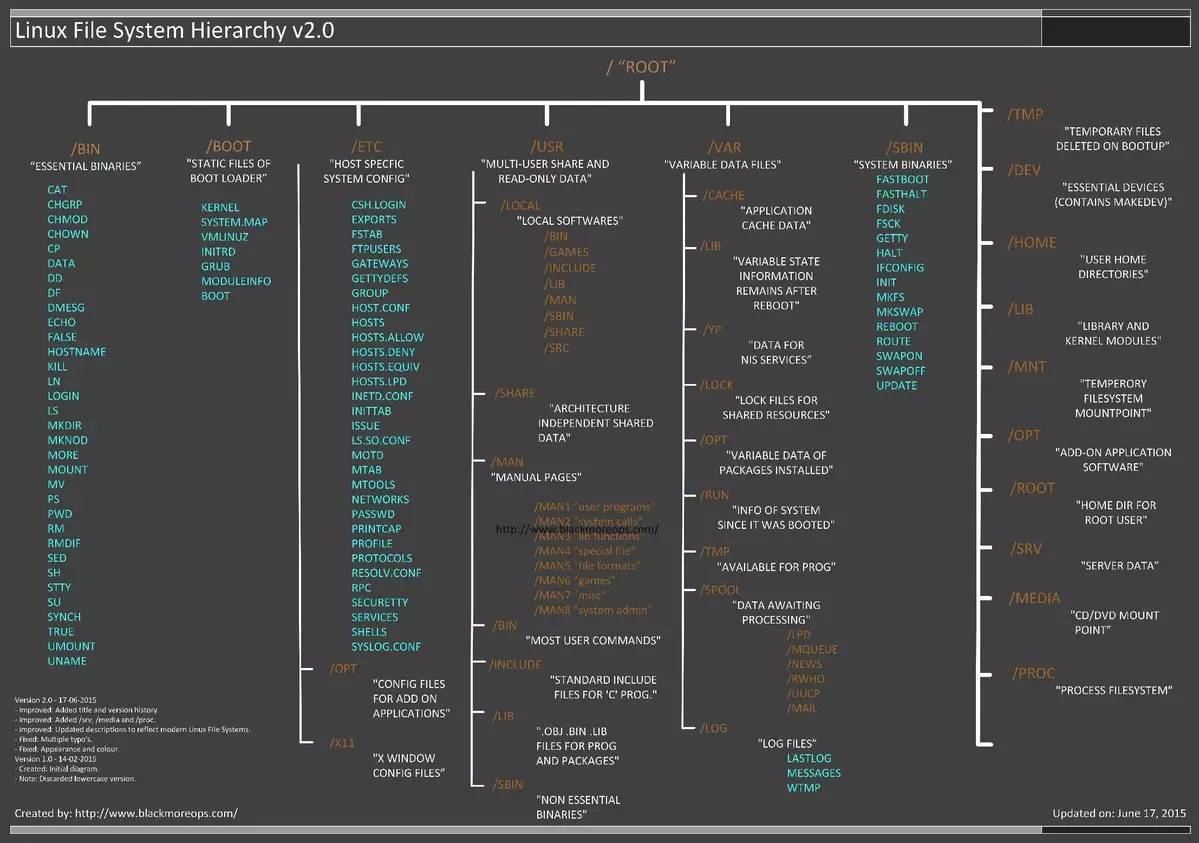 Linux File System Hierarchy v2.0
/ “ROOT”
/BIN
“ESSENTIAL BINARIES”
CAT
CHGRP
CHMOD
CHOWN
CP
DATA
DD
DF
DMESG
ECHO
FALSE
HOSTNAME
KILL
LN
LOGIN
LS
MKDIR
MKNOD
MORE
MOUNT
MV
PS
PWD
RM
RMDIF
SED
SH
STTY
SU
SYNCH
TRUE
UMOUNT
UNAME
/BOOT
"STATIC FILES OF
BOOT LOADER”
KERNEL
SYSTEM.MAP
VMLINUZ
INITRD
GRUB
MODULEINFO
BOOT
/ETC
"HOST SPECFIC
SYSTEM CONFIG"
CSH.LOGIN
EXPORTS
FSTAB
FTPUSERS
GATEWAYS
GETTYDEFS
GROUP
HOST.CONF
HOSTS
HOSTS.ALLOW
HOSTS.DENY
HOSTS.EQUIV
HOSTS.LPD
INETD.CONF
INITTAB
ISSUE
LS.SO.CONF
MOTD
MTAB
MTOOLS
NETWORKS
PASSWD
PRINTCAP
PROFILE
PROTOCOLS
RESOLV.CONF
RPC
SECURETTY
SERVICES
SHELLS
SYSLOG.CONF
/OPT
"CONFIG FILES
FOR ADD ON
APPLICATIONS"
/X11
"X WINDOW
CONFIG FILES”
/USR
"MULTI-USER SHARE AND
READ-ONLY DATA"
/LOCAL
"LOCAL SOFTWARES"
/BIN
/GAMES
/INCLUDE
/LIB
/MAN
/SBIN
/SHARE
/SRC
/SHARE
"ARCHITECTURE
INDEPENDENT SHARED
DATA"
/MAN
"MANUAL PAGES"
/MAN1 “user programs”
/MAN2 “system calls”
http://www.blackmoreops.com/
/MAN3 “lib functions”
/MAN4 “special file”
/MAN5 “file formats”
/MAN6 “games”
/MAN7 “misc”
/MAN8 “system admin”
/BIN
"MOST USER COMMANDS"
/INCLUDE
"STANDARD INCLUDE
FILES FOR 'C' PROG."
/LIB
".OBJ .BIN .LIB
FILES FOR PROG
AND PACKAGES"
/SBIN
"NON ESSENTIAL
BINARIES"
/VAR
"VARIABLE DATA FILES"
/CACHE
"APPLICATION
CACHE DATA"
/LIB
"VARIABLE STATE
INFORMATION
REMAINS AFTER
REBOOT"
/YP
"DATA FOR
NIS SERVICES”
/LOCK
"LOCK FILES FOR
SHARED RESOURCES"
/OPT
"VARIABLE DATA OF
PACKAGES INSTALLED"
/RUN
"INFO OF SYSTEM
SINCE IT WAS BOOTED"
/TMP
"AVAILABLE FOR PROG"
/SPOOL
"DATA AWAITING
PROCESSING"
/LPD
/MQUEUE
/NEWS
/RWHO
/UUCP
/MAIL
/LOG
"LOG FILES”
LASTLOG
MESSAGES
WTMP
/SBIN
"SYSTEM BINARIES”
FASTBOOT
FASTHALT
FDISK
FSCK
GETTY
HALT
IFCONFIG
INIT
MKFS
MKSWAP
REBOOT
ROUTE
SWAPON
SWAPOFF
UPDATE
/TMP
"TEMPORARY FILES
DELETED ON BOOTUP"
/DEV
"ESSENTIAL DEVICES
(CONTAINS MAKEDEV)"
/HOME
"USER HOME
DIRECTORIES"
/LIB
"LIBRARY AND
KERNEL MODULES"
/MNT
"TEMPERORY
FILESYSTEM
MOUNTPOINT"
/OPT
"ADD-ON APPLICATION
SOFTWARE"
/ROOT
"HOME DIR FOR
ROOT USER"
/SRV
"SERVER DATA”
/MEDIA
"CD/DVD MOUNT
POINT”
/PROC
"PROCESS FILESYSTEM”
Version 2.0 - 17-06-2015
- Improved: Added title and version history.
- Improved: Added /srv, /media and /proc.
- Improved: Updated descriptions to reflect modern Linux File Systems.
- Fixed: Multiple typo's.
- Fixed: Appearance and colour.
Version 1.0 - 14-02-2015
- Created: Initial diagram.
- Note: Discarded lowercase version.
Created by: http://www.blackmoreops.com/
Updated on: June 17, 2015